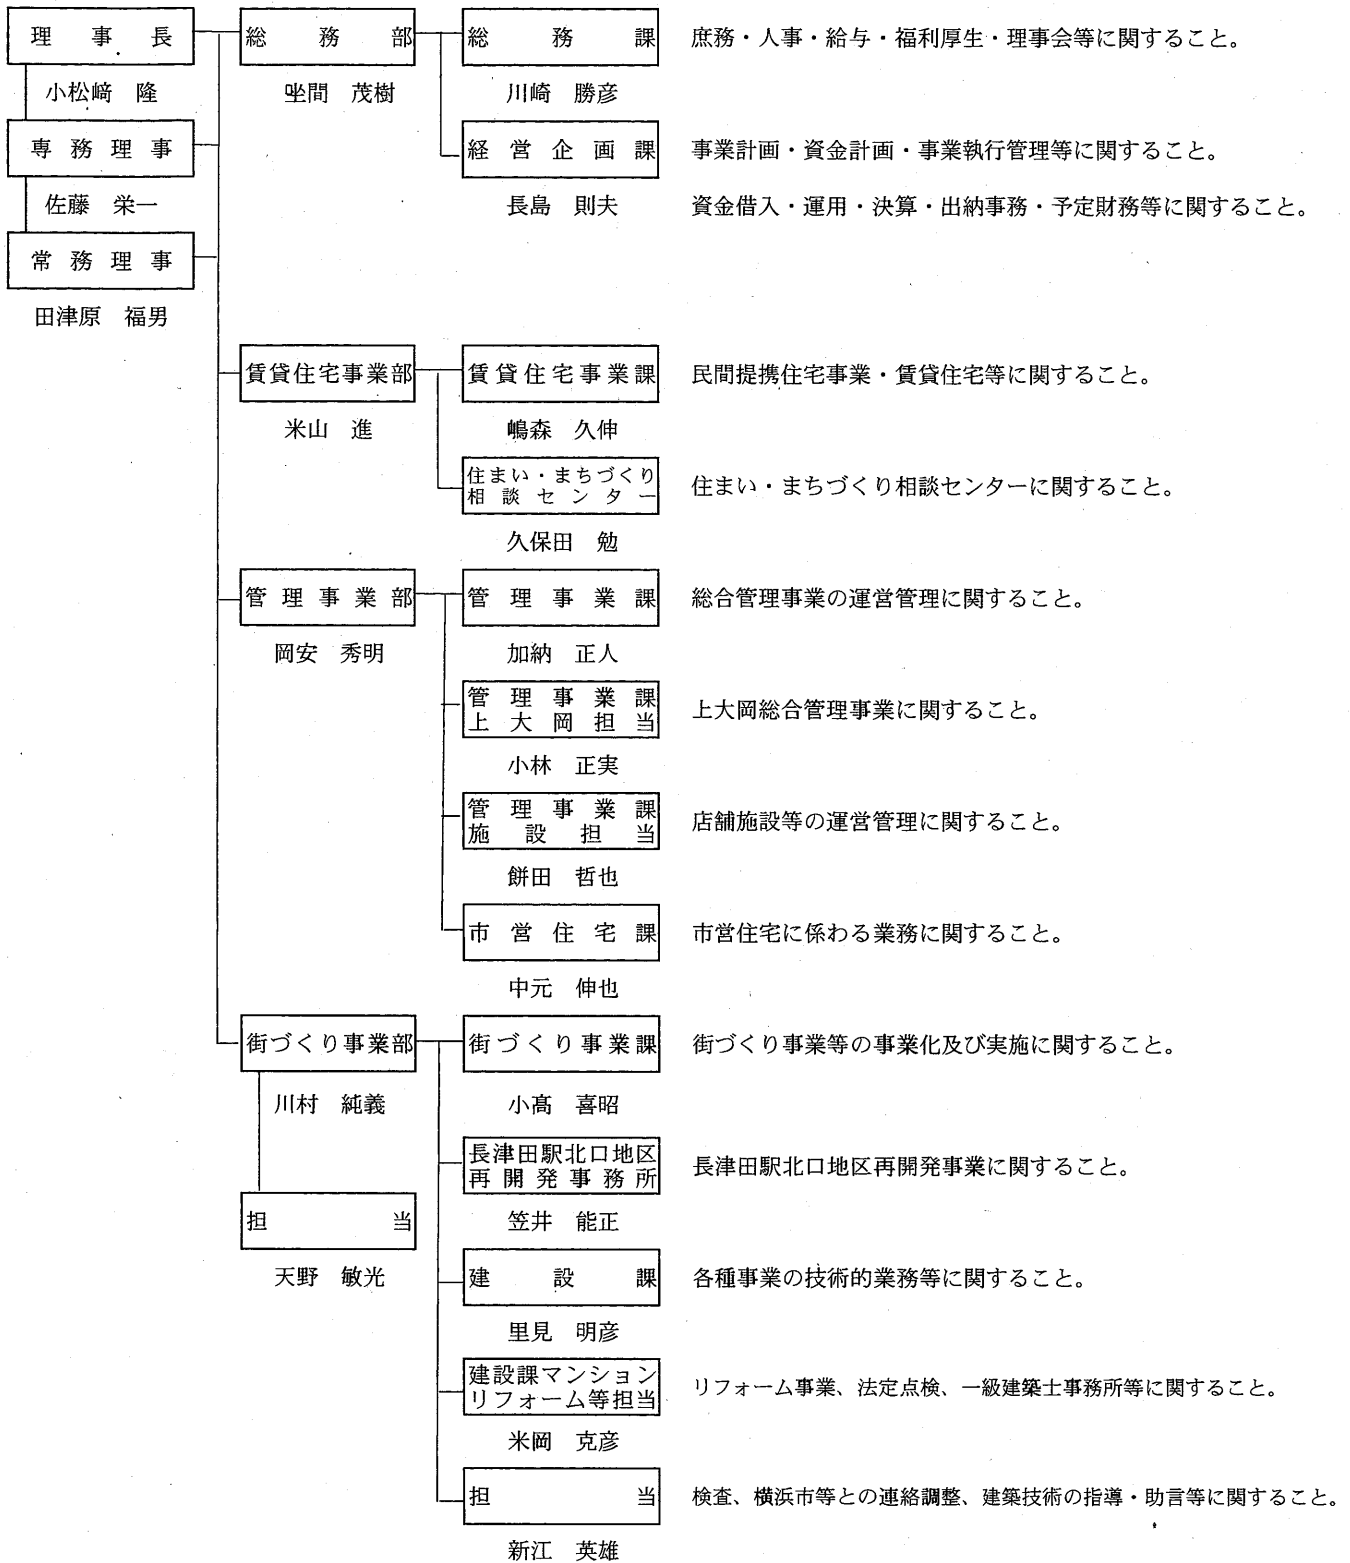 理事長
小松﨑 隆
専務理事
佐藤 栄一
常務理事
田津原 福男
総務部
坐間 茂樹
総務課
庶務・人事・給与・福利厚生・理事会等に関すること。
川崎 勝彦
経営企画課
事業計画・資金計画・事業執行管理等に関すること。
長島 則夫
資金借入・運用・決算・出納事務・予定財務等に関すること。
賃貸住宅事業部
米山 進
賃貸住宅事業課
民間提携住宅事業・賃貸住宅等に関すること。
嶋森 久伸
住まい・まちづくり
相談センター
住まい・まちづくり相談センターに関すること。
久保田 勉
管理事業部
岡安 秀明
管理事業課
総合管理事業の運営管理に関すること。
加納 正人
管理事業課
上大岡担当
上大岡総合管理事業に関すること。
小林 正実
管理事業課
施設担当
店舗施設等の運営管理に関すること。
餅田 哲也
市営住宅課
市営住宅に係わる業務に関すること。
中元 伸也
街づくり事業部
川村 純義
担当
天野 敏光
街づくり事業課
街づくり事業等の事業化及び実施に関すること。
小髙 喜昭
長津田駅北口地区
再開発事務所
長津田駅北口地区再開発事業に関すること。
笠井 能正
建設課
各種事業の技術的業務等に関すること。
里見 明彦
建設課マンション
リフォーム等担当
リフォーム事業、法定点検、一級建築士事務所等に関すること。
米岡 克彦
担当
検査、横浜市等との連絡調整、建築技術の指導・助言等に関すること。
新江 英雄